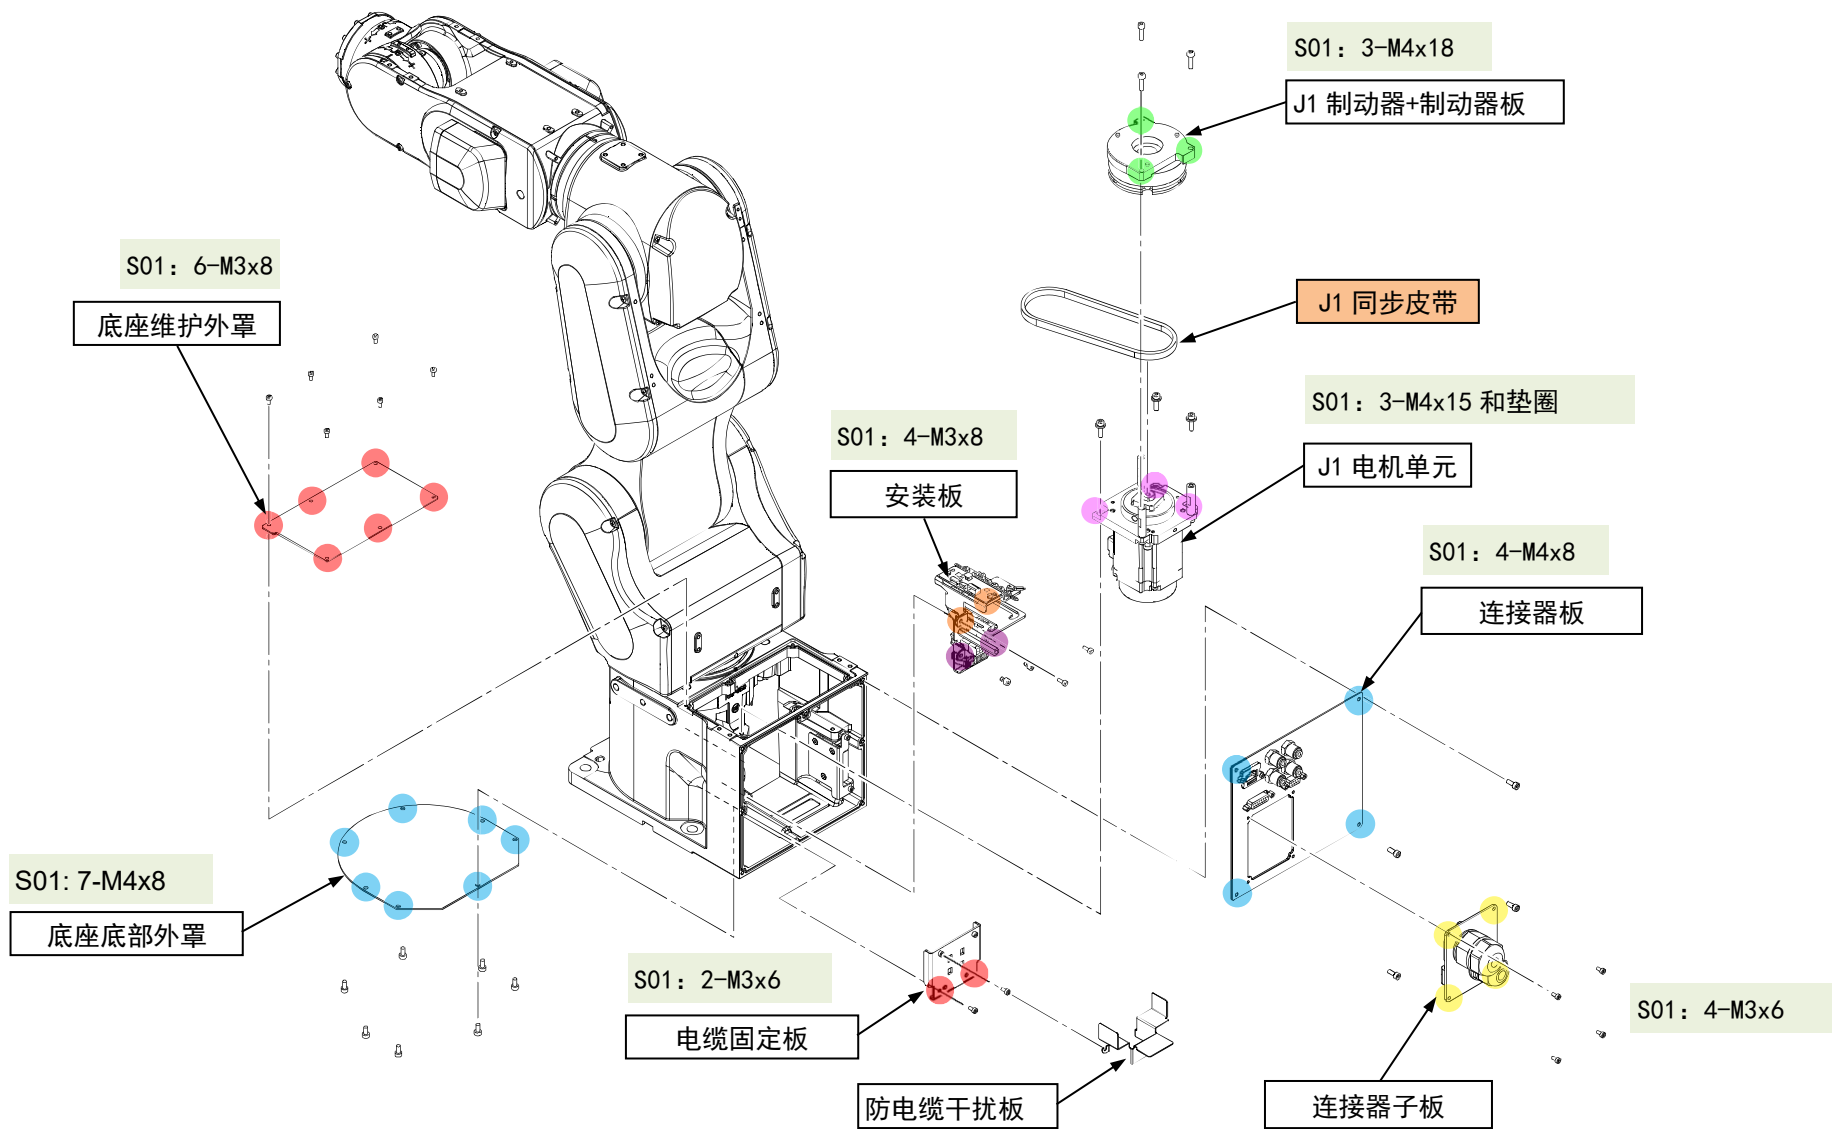 S01: 3-M4x18
J1 制动器+制动器板
S01: 6-M3x8
底座维护外罩
J1 同步皮带
S01: 3-M4x15 和垫圈
J1 电机单元
S01: 4-M3x8
安装板
S01: 4-M4x8
连接器板
S01: 7-M4x8
底座底部外罩
S01: 2-M3x6
电缆固定板
防电缆干扰板
S01: 4-M3x6
连接器子板